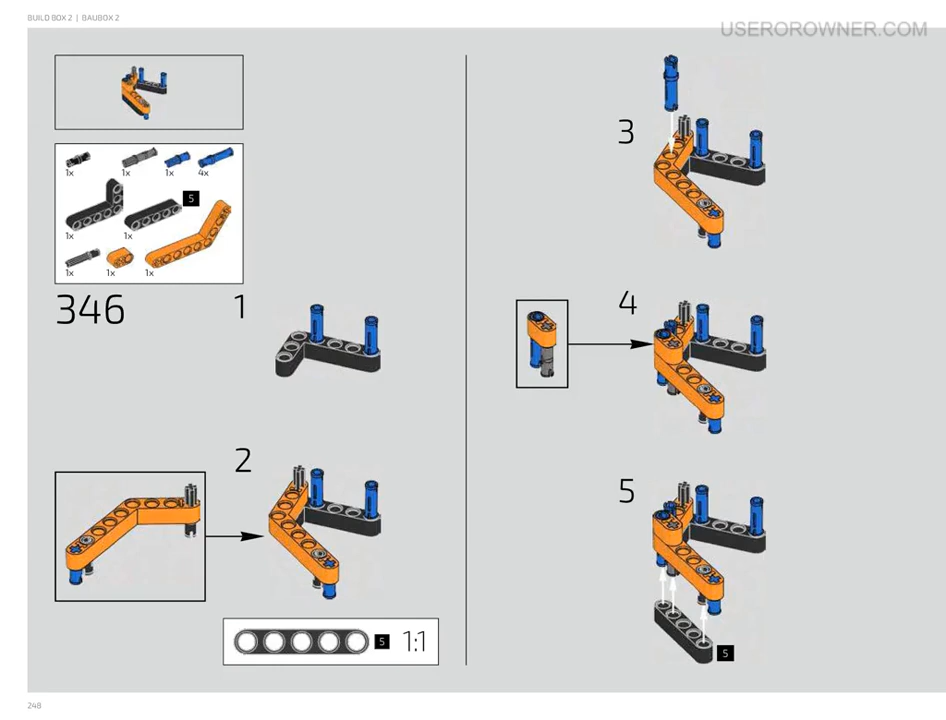 BUILD BOX 2 | BAUBOX 2
USEROROWNER.COM
1x
1x
1x
4x
5
1x
1x
1x
1x
1x
346
1
2
5 1:1
3
4
5
5
248